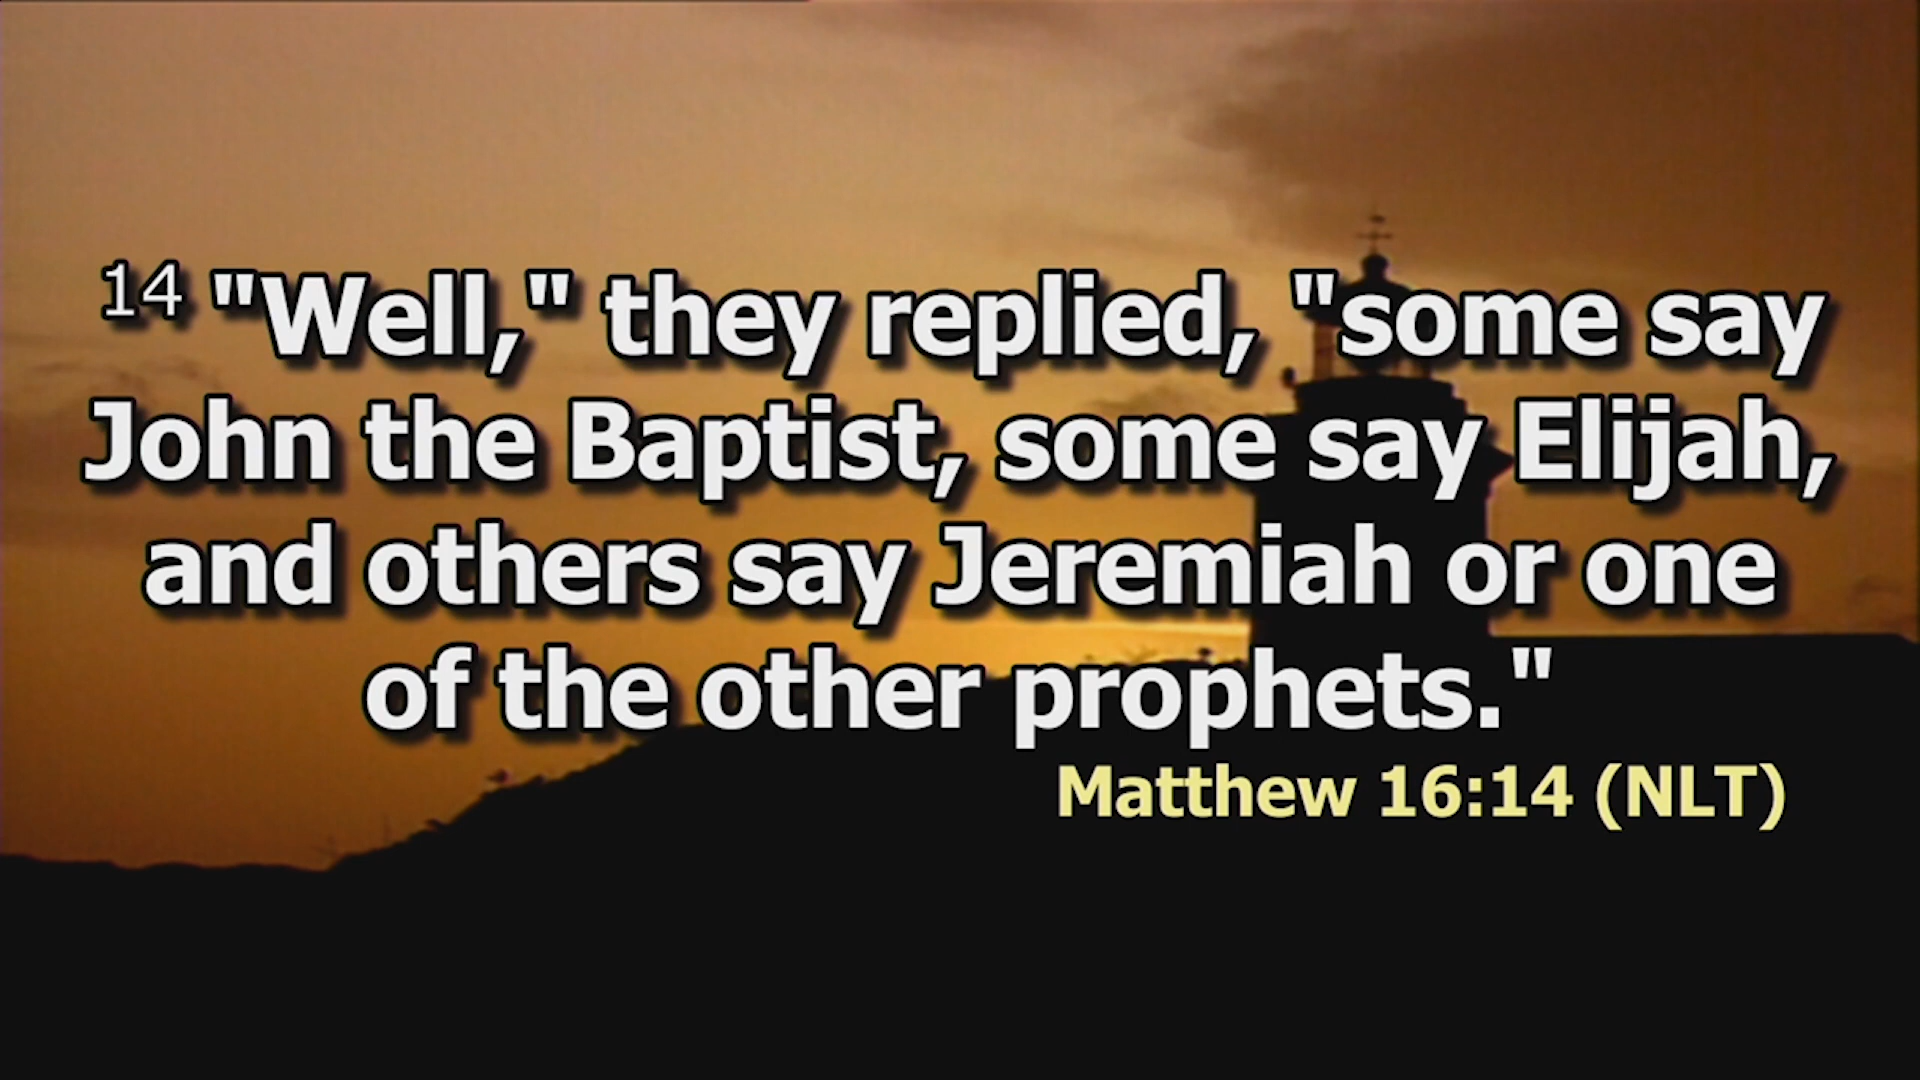 14 "Well," they replied, "some say
John the Baptist, some say Elijah,
and others say Jeremiah or one
of the other prophets."
Matthew 16:14 (NLT)